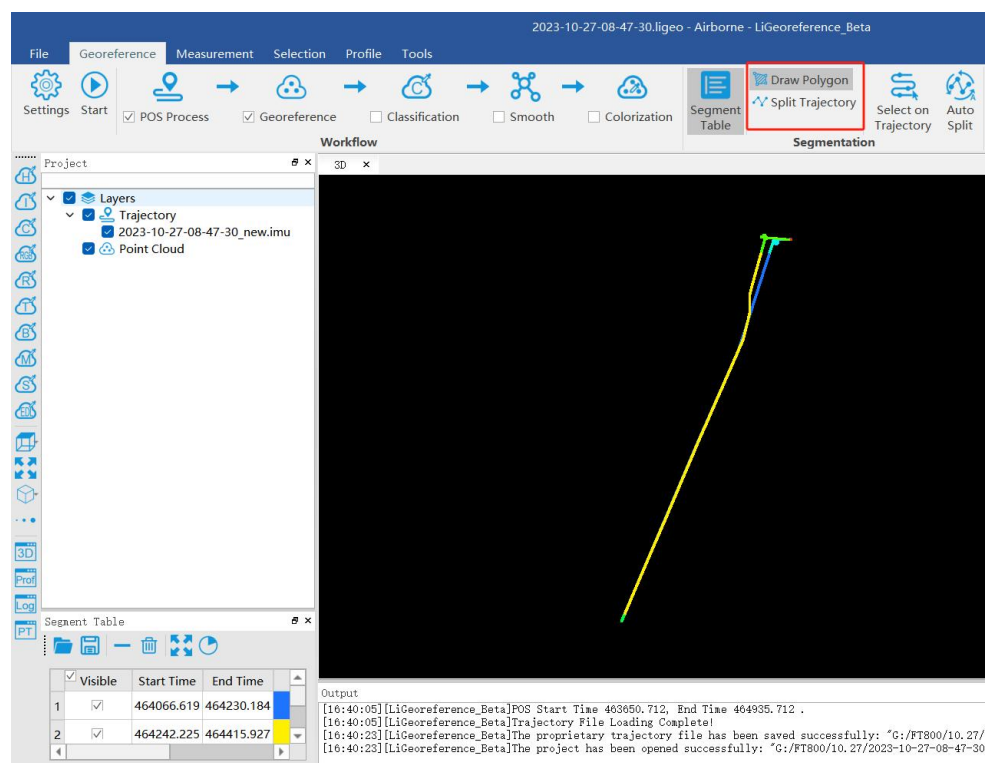 2023-10-27-08-47-30.ligeo - Airborne - LiGeoreference_Beta
File Georeference Measurement Selection Profile Tools
Settings Start POS Process Georeference Classification Smooth Colorization
Workflow
Segment Table
Draw Polygon
Split Trajectory
Select on Trajectory
Auto Split
Segmentation
Project
Layers
Trajectory
2023-10-27-08-47-30_new.imu
Point Cloud
3D
H
I
C
RGB
R
T
B
M
S
EDL
3D
Prof
Log
PT
Segment Table
Visible Start Time End Time
1 464066.619 464230.184
2 464242.225 464415.927
Output
[16:40:05][LiGeoreference_Beta]POS Start Time 463650.712, End Time 464935.712 .
[16:40:05][LiGeoreference_Beta]Trajectory File Loading Complete!
[16:40:23][LiGeoreference_Beta]The proprietary trajectory file has been saved successfully: "G:/FT800/10.27/
[16:40:23][LiGeoreference_Beta]The project has been opened successfully: "G:/FT800/10.27/2023-10-27-08-47-30